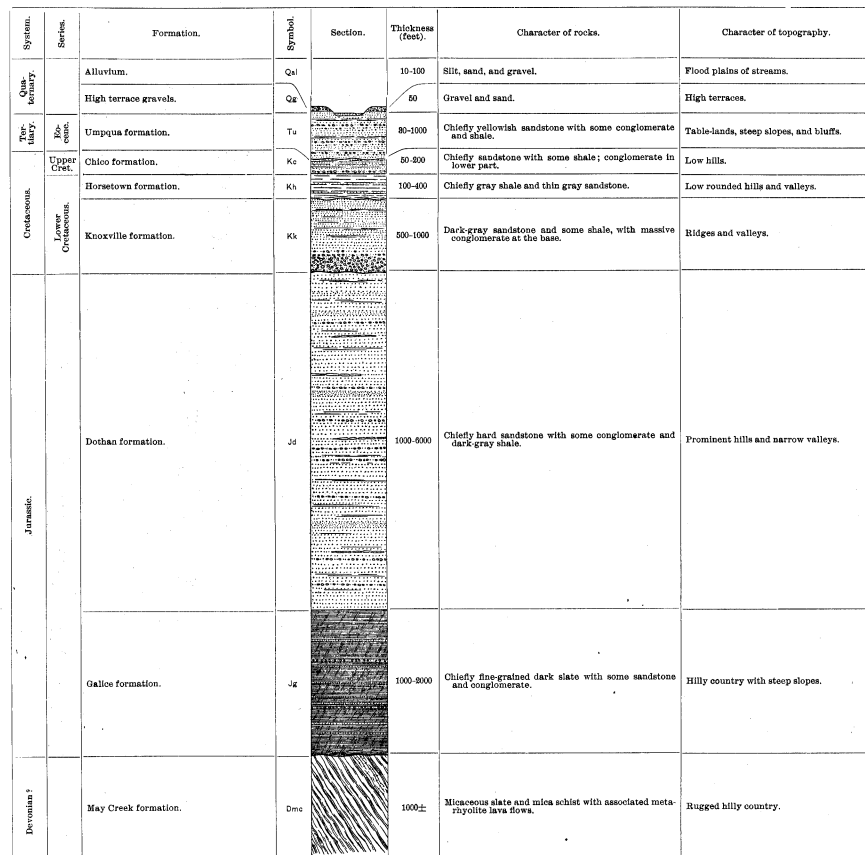 System.
Series.
Formation.
Symbol.
Section.
Thickness
(feet).
Character of rocks.
Character of topography.
Qua-
ternary.
Alluvium.
Qal
10-100
Silt, sand, and gravel.
Flood plains of streams.
High terrace gravels.
Qg
50
Gravel and sand.
High terraces.
Ter-
tiary.
Eo-
cene.
Umpqua formation.
Tu
80-1000
Chiefly yellowish sandstone with some conglomerate
and shale.
Table-lands, steep slopes, and bluffs.
Cretaceous.
Upper
Cret.
Chico formation.
Kc
50-200
Chiefly sandstone with some shale; conglomerate in
lower part.
Low hills.
Lower
Cretaceous.
Horsetown formation.
Kh
100-400
Chiefly gray shale and thin gray sandstone.
Low rounded hills and valleys.
Knoxville formation.
Kk
500-1000
Dark-gray sandstone and some shale, with massive
conglomerate at the base.
Ridges and valleys.
Jurassic.
Dothan formation.
Jd
1000-6000
Chiefly hard sandstone with some conglomerate and
dark-gray shale.
Prominent hills and narrow valleys.
Galice formation.
Jg
1000-2000
Chiefly fine-grained dark slate with some sandstone
and conglomerate.
Hilly country with steep slopes.
Devonian?
May Creek formation.
Dmc
1000±
Micaceous slate and mica schist with associated meta-
rhyolite lava flows.
Rugged hilly country.